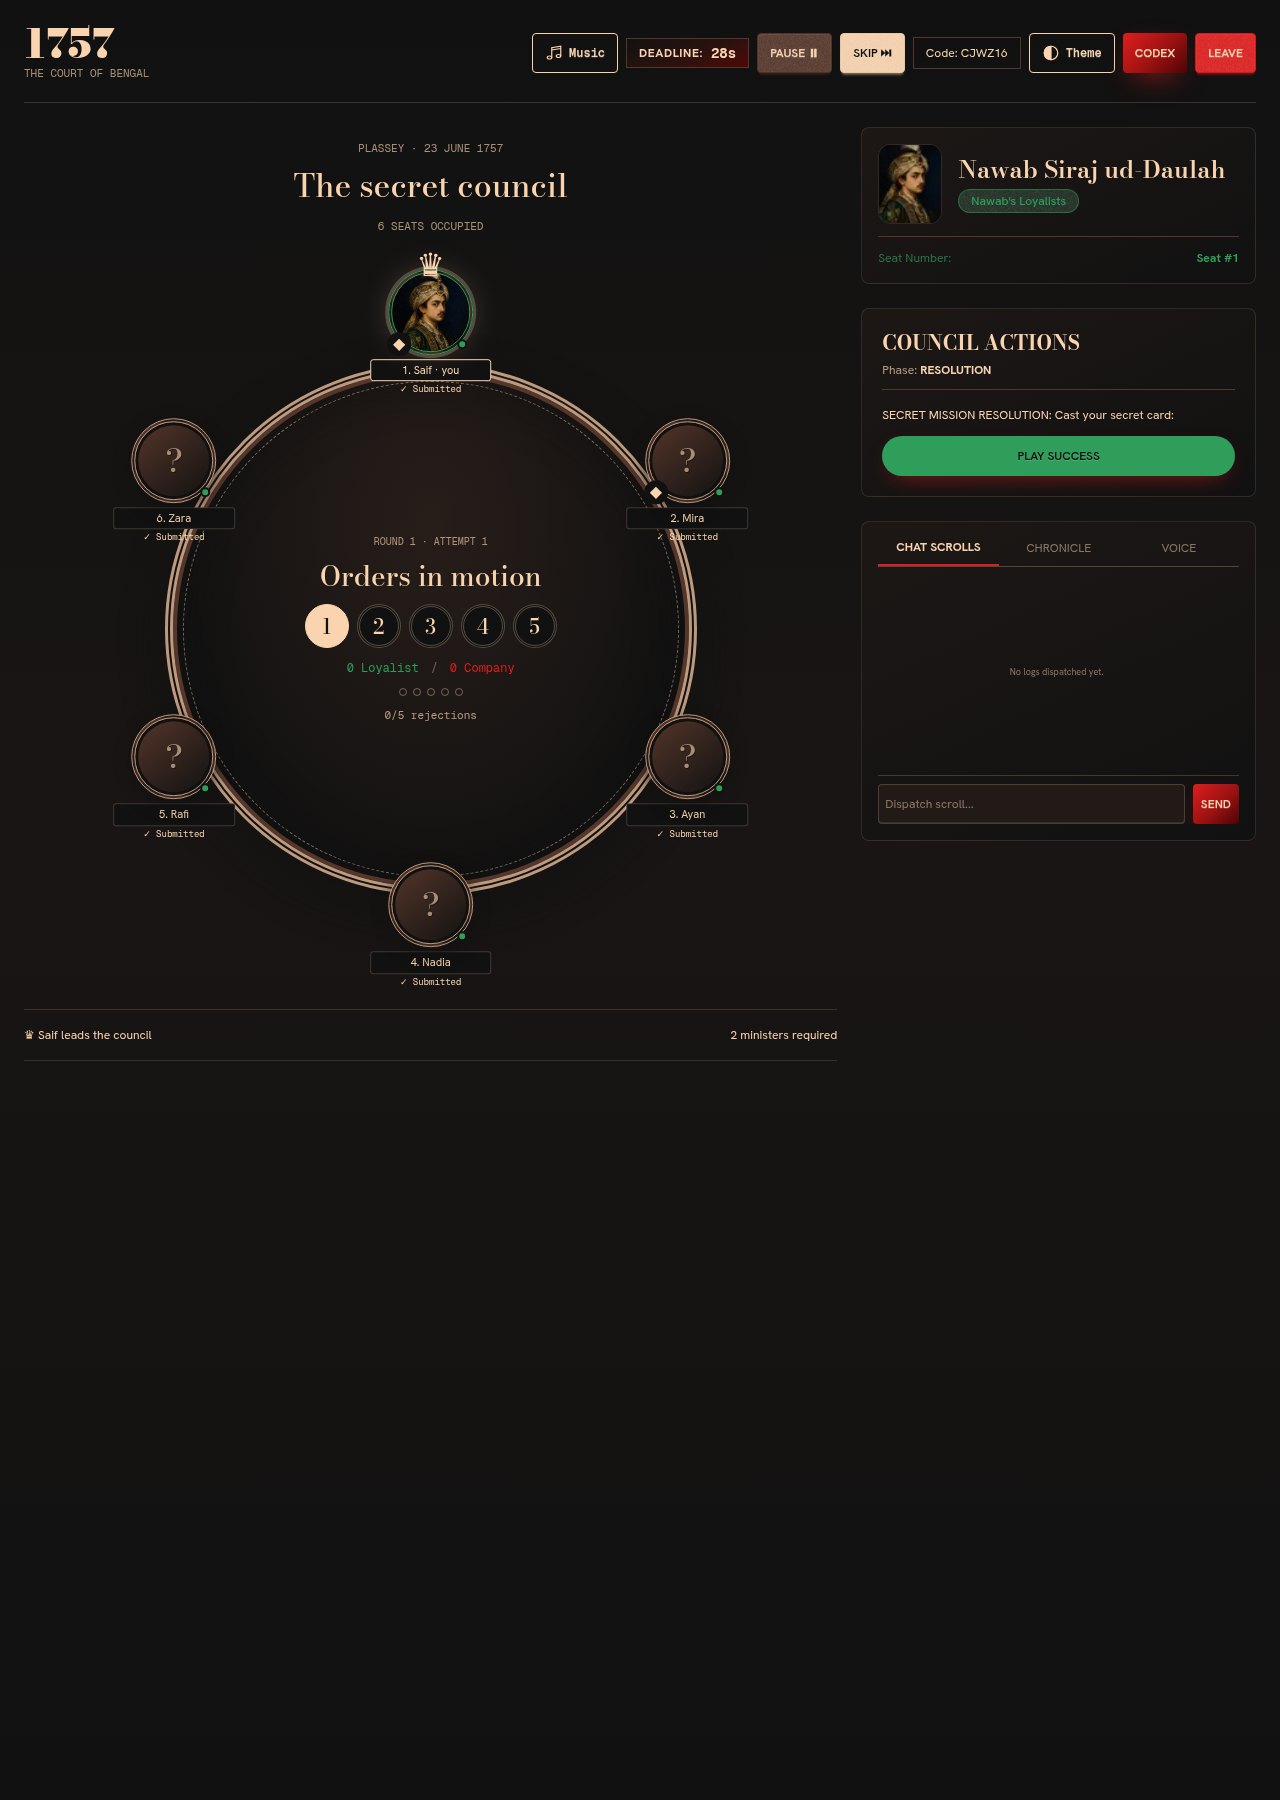 1757
THE COURT OF BENGAL
Music
DEADLINE: 28s
PAUSE ⏸
SKIP ⏭
Code: CJWZ16
Theme
CODEX
LEAVE
PLASSEY · 23 JUNE 1757
The secret council
6 SEATS OCCUPIED
1. Saif · you
✓ Submitted
6. Zara
✓ Submitted
2. Mira
✓ Submitted
ROUND 1 · ATTEMPT 1
Orders in motion
1 2 3 4 5
0 Loyalist / 0 Company
0/5 rejections
?
?
?
?
?
5. Rafi
✓ Submitted
3. Ayan
✓ Submitted
4. Nadia
✓ Submitted
♛ Saif leads the council
2 ministers required
Nawab Siraj ud-Daulah
Nawab's Loyalists
Seat Number: Seat #1
COUNCIL ACTIONS
Phase: RESOLUTION
SECRET MISSION RESOLUTION: Cast your secret card:
PLAY SUCCESS
CHAT SCROLLS CHRONICLE VOICE
No logs dispatched yet.
Dispatch scroll...
SEND